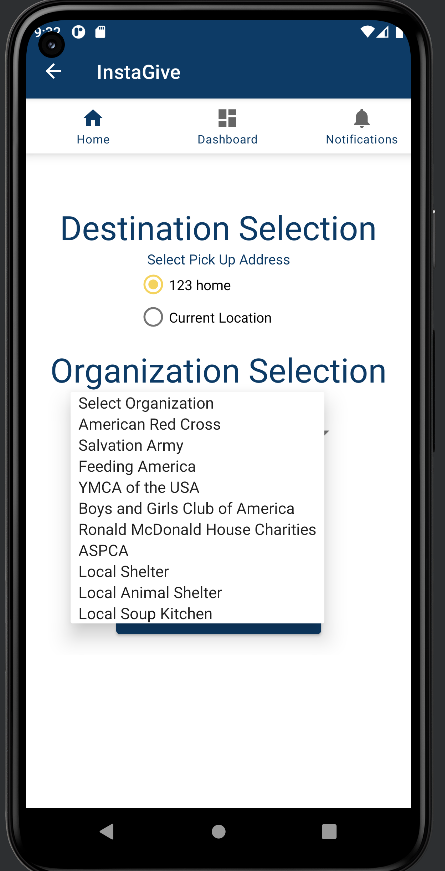 InstaGive
Home
Dashboard
Notifications
Destination Selection
Select Pick Up Address
123 home
Current Location
Organization Selection
Select Organization
American Red Cross
Salvation Army
Feeding America
YMCA of the USA
Boys and Girls Club of America
Ronald McDonald House Charities
ASPCA
Local Shelter
Local Animal Shelter
Local Soup Kitchen